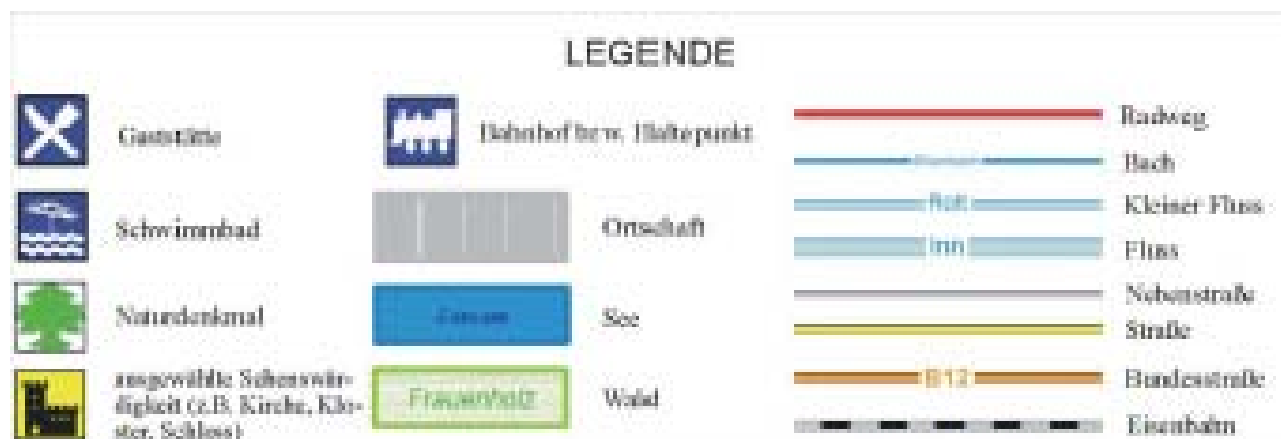 LEGENDE
Gaststätte
Schwimmbad
Naturdenkmal
ausgewählte Sehenswür-
digkeit (z.B. Kirche, Klo-
ster, Schloss)
Bahnhof bzw. Haltepunkt
Ortschaft
See
Frauenholz
Wald
Radweg
Bach
Rott
Kleiner Fluss
Inn
Fluss
Nebenstraße
Straße
B12
Bundesstraße
Eisenbahn